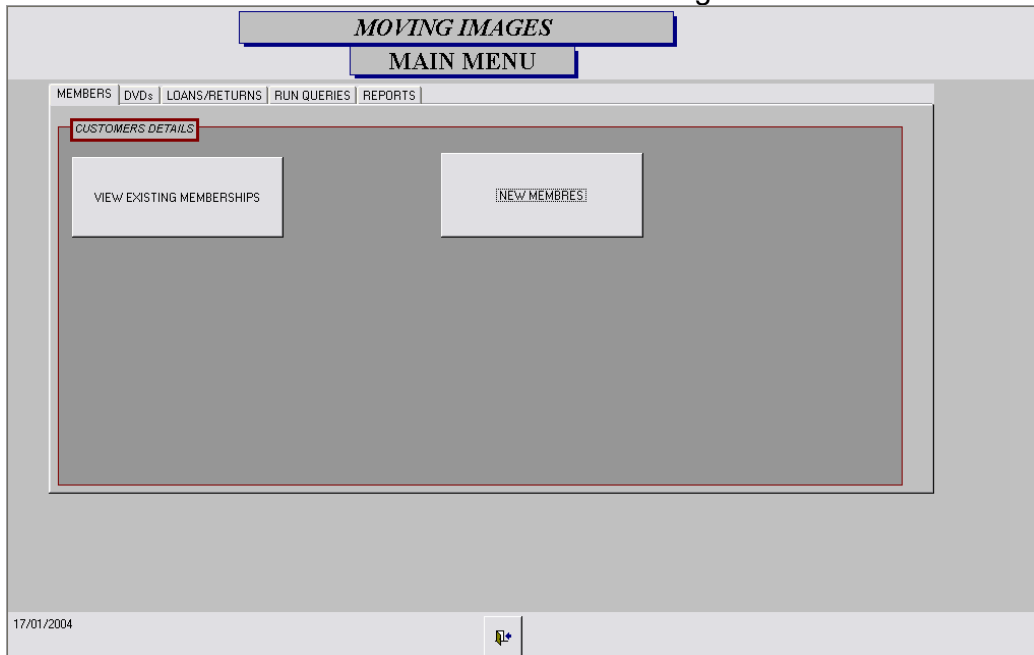 MOVING IMAGES
MAIN MENU
MEMBERS DVDs LOANS/RETURNS RUN QUERIES REPORTS
CUSTOMERS DETAILS
VIEW EXISTING MEMBERSHIPS NEW MEMBRES
17/01/2004